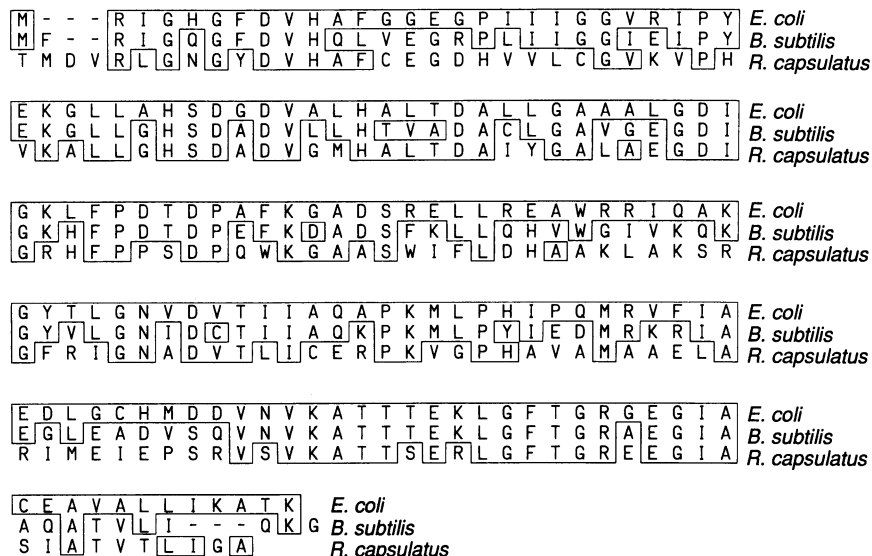 M - - - R I G H G F D V H A F G G E G P I I I G G V R I P Y E. coli
M F - - R I G Q G F D V H Q L V E G R P L I I G G I E I P Y B. subtilis
T M D V R L G N G Y D V H A F C E G D H V V L C G V K V P H R. capsulatus
E K G L L A H S D G D V A L H A L T D A L L G A A A L G D I E. coli
E K G L L G H S D A D V L L H T V A D A C L G A V G E G D I B. subtilis
V K A L L G H S D A D V G M H A L T D A I Y G A L A E G D I R. capsulatus
G K L F P D T D P A F K G A D S R E L L R E A W R R I Q A K E. coli
G K H F P D T D P E F K D A D S F K L L Q H V W G I V K Q K B. subtilis
G R H F P P S D P Q W K G A A S W I F L D H A A K L A K S R R. capsulatus
G Y T L G N V D V T I I A Q A P K M L P H I P Q M R V F I A E. coli
G Y V L G N I D C T I I A Q K P K M L P Y I E D M R K R I A B. subtilis
G F R I G N A D V T L I C E R P K V G P H A V A M A A E L A R. capsulatus
E D L G C H M D D V N V K A T T T E K L G F T G R G E G I A E. coli
E G L E A D V S Q V N V K A T T T E K L G F T G R A E G I A B. subtilis
R I M E I E P S R V S V K A T T S E R L G F T G R E E G I A R. capsulatus
C E A V A L L I K A T K E. coli
A Q A T V L I - - - Q K G B. subtilis
S I A T V T L I G A R. capsulatus